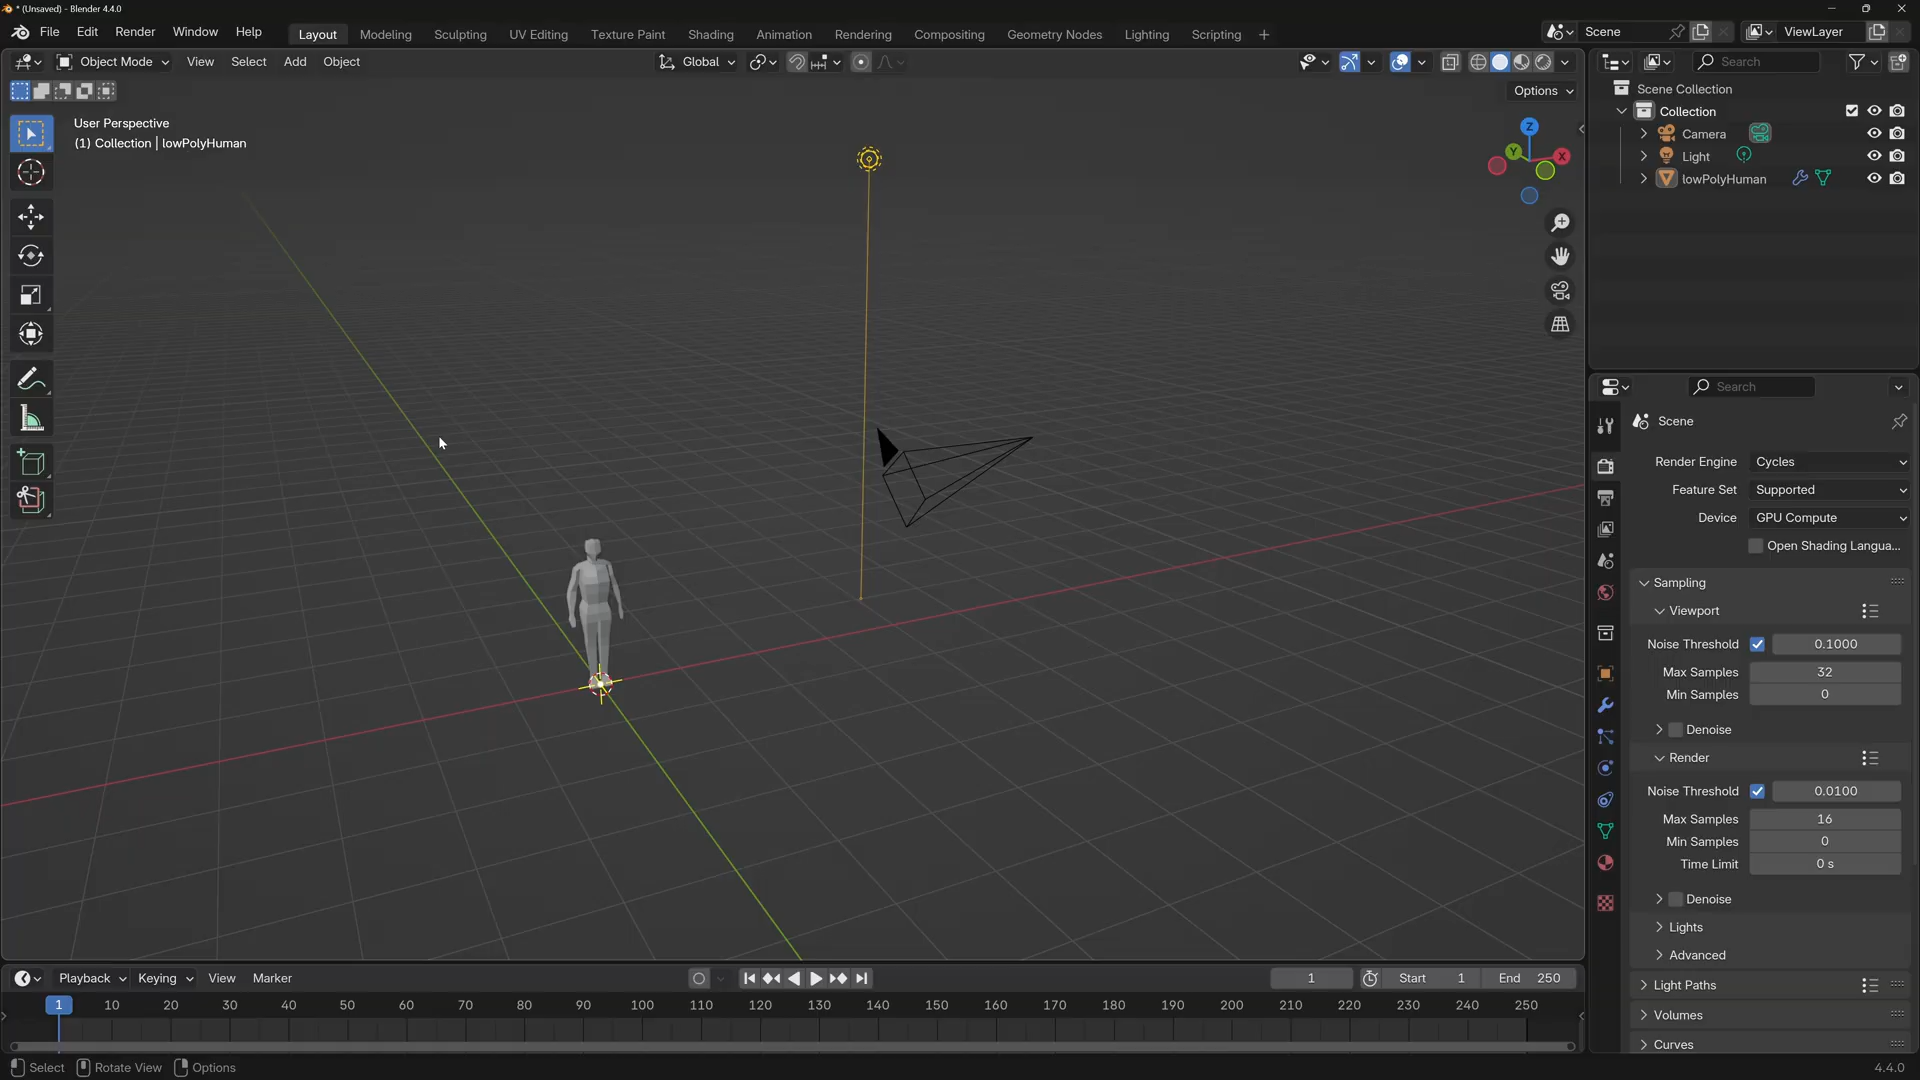 * (Unsaved) - Blender 4.4.0
File Edit Render Window Help Layout Modeling Sculpting UV Editing Texture Paint Shading Animation Rendering Compositing Geometry Nodes Lighting Scripting + Scene ViewLayer
Object Mode View Select Add Object Global
Search
Options
User Perspective
(1) Collection | lowPolyHuman
Z
Y
X
Scene Collection
Collection
Camera
Light
lowPolyHuman
Search
Scene
Render Engine Cycles
Feature Set Supported
Device GPU Compute
Open Shading Langua...
Sampling
Viewport
Noise Threshold 0.1000
Max Samples 32
Min Samples 0
Denoise
Render
Noise Threshold 0.0100
Max Samples 16
Min Samples 0
Time Limit 0 s
Denoise
Lights
Advanced
Light Paths
Volumes
Curves
Playback Keying View Marker 1 Start 1 End 250
1 10 20 30 40 50 60 70 80 90 100 110 120 130 140 150 160 170 180 190 200 210 220 230 240 250
Select Rotate View Options 4.4.0